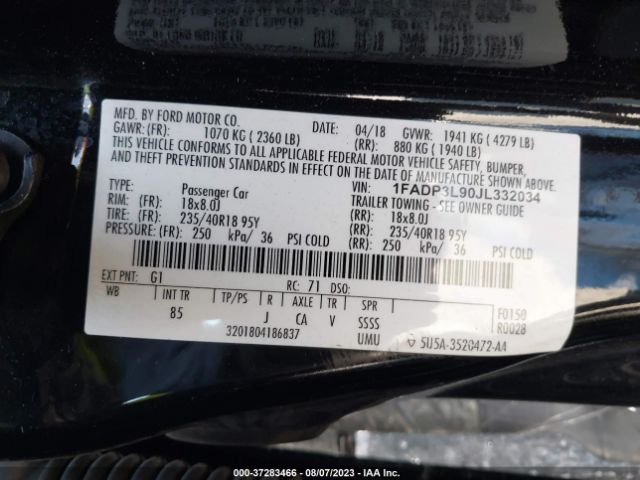 MFD. BY FORD MOTOR CO.
DATE: 04/18 GVWR: 1941 KG ( 4279 LB)
GAWR: (FR): 1070 KG ( 2360 LB) (RR): 880 KG ( 1940 LB)
THIS VEHICLE CONFORMS TO ALL APPLICABLE FEDERAL MOTOR VEHICLE SAFETY, BUMPER,
AND THEFT PREVENTION STANDARDS IN EFFECT ON THE DATE OF MANUFACTURE SHOWN ABOVE.
VIN: 1FADP3L90JL332034
Passenger Car TRAILER TOWING - SEE OWNER GUIDE
RIM: (FR): 18x8.0J (RR): 18x8.0J
TIRE: (FR): 235/40R18 95Y (RR): 235/40R18 95Y
PRESSURE: (FR): 250 kPa/ 36 PSI COLD (RR): 250 kPa/ 36 PSI COLD
EXT PNT: G1 RC: 71 DSO:
WB INT TR TP/PS R AXLE TR SPR
85 J CA V SSSS
F0150
R0028
3201804186837 UMU 5U5A-3520472-AA
000-37283466 - 08/07/2023 - IAA Inc.